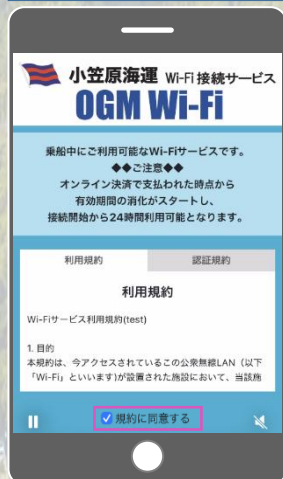 小笠原海運 Wi-Fi 接続サービス
OGM Wi-Fi
乗船中にご利用可能なWi-Fiサービスです。
◆◆ご注意◆◆
オンライン決済で支払われた時点から
有効期間の消化がスタートし、
接続開始から24時間利用可能となります。
利用規約 認証規約
利用規約
Wi-Fiサービス利用規約(test)
1. 目的
本規約は、今アクセスされているこの公衆無線LAN（以下
「Wi-Fi」といいます)が設置された施設において、当該施
規約に同意する